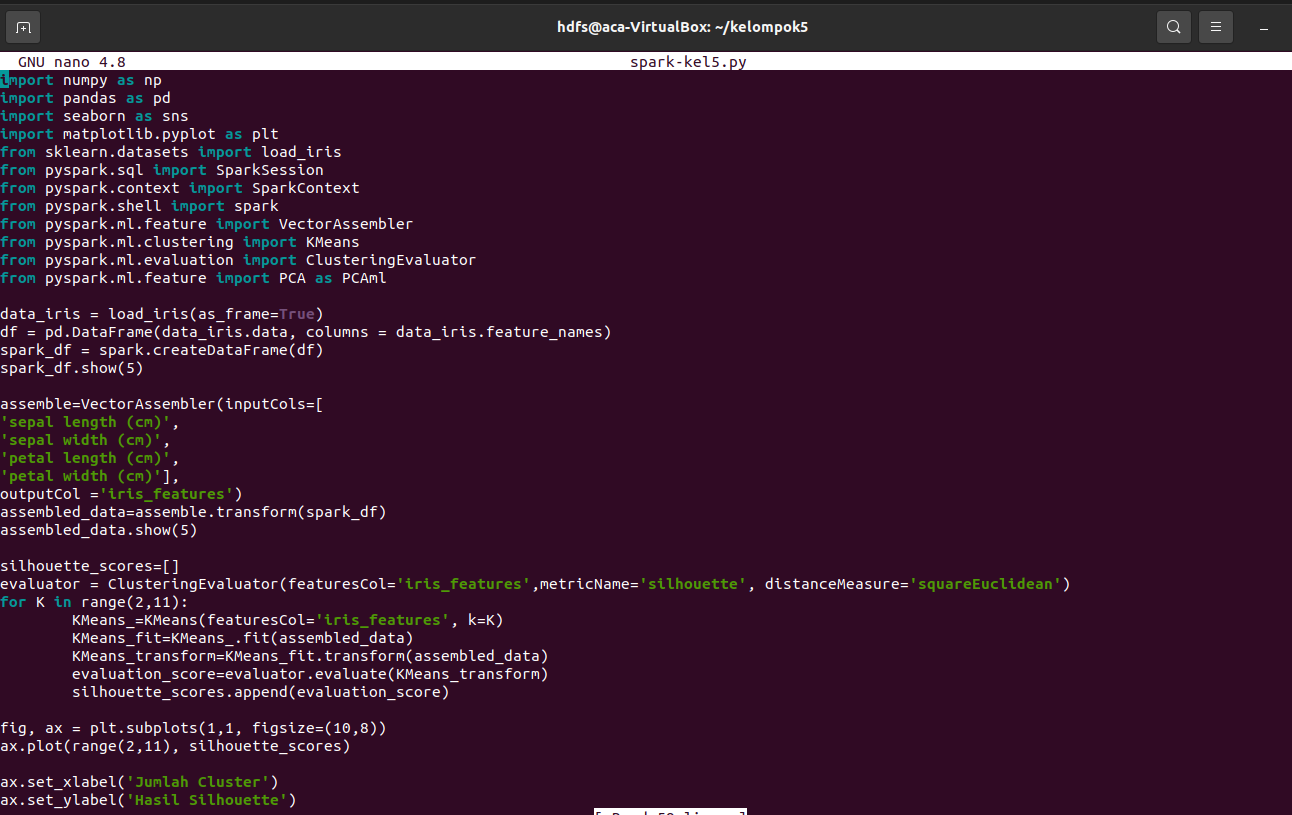 hdfs@aca-VirtualBox: ~/kelompok5
GNU nano 4.8 spark-kel5.py
import numpy as np
import pandas as pd
import seaborn as sns
import matplotlib.pyplot as plt
from sklearn.datasets import load_iris
from pyspark.sql import SparkSession
from pyspark.context import SparkContext
from pyspark.shell import spark
from pyspark.ml.feature import VectorAssembler
from pyspark.ml.clustering import KMeans
from pyspark.ml.evaluation import ClusteringEvaluator
from pyspark.ml.feature import PCA as PCAml

data_iris = load_iris(as_frame=True)
df = pd.DataFrame(data_iris.data, columns = data_iris.feature_names)
spark_df = spark.createDataFrame(df)
spark_df.show(5)

assemble=VectorAssembler(inputCols=[
'sepal length (cm)',
'sepal width (cm)',
'petal length (cm)',
'petal width (cm)'],
outputCol ='iris_features')
assembled_data=assemble.transform(spark_df)
assembled_data.show(5)

silhouette_scores=[]
evaluator = ClusteringEvaluator(featuresCol='iris_features',metricName='silhouette', distanceMeasure='squareEuclidean')
for K in range(2,11):
        KMeans_=KMeans(featuresCol='iris_features', k=K)
        KMeans_fit=KMeans_.fit(assembled_data)
        KMeans_transform=KMeans_fit.transform(assembled_data)
        evaluation_score=evaluator.evaluate(KMeans_transform)
        silhouette_scores.append(evaluation_score)

fig, ax = plt.subplots(1,1, figsize=(10,8))
ax.plot(range(2,11), silhouette_scores)

ax.set_xlabel('Jumlah Cluster')
ax.set_ylabel('Hasil Silhouette')